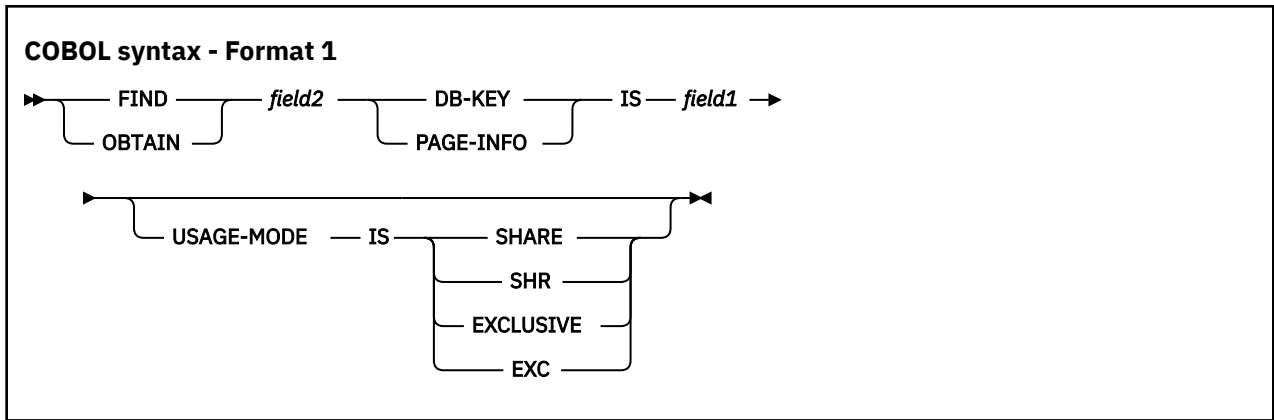 COBOL syntax - Format 1
FIND field2 DB-KEY IS field1
OBTAIN PAGE-INFO
USAGE-MODE IS SHARE
SHR
EXCLUSIVE
EXC